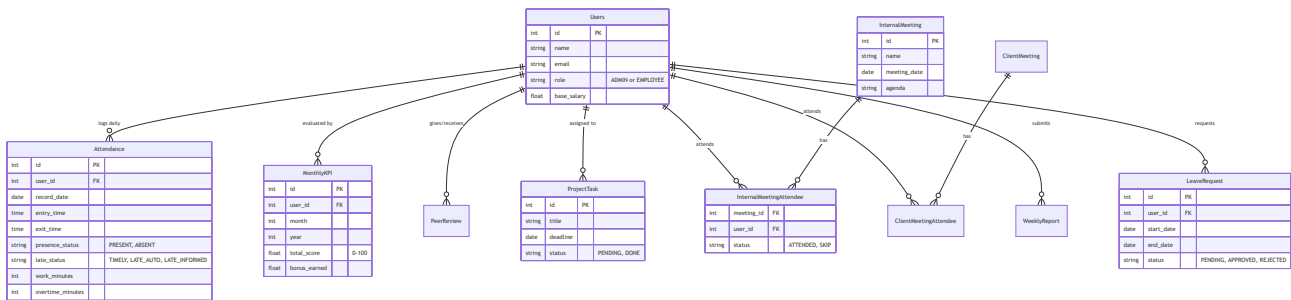 Users
int id PK
string name
string email
string role ADMIN or EMPLOYEE
float base_salary
InternalMeeting
int id PK
string name
date meeting_date
string agenda
ClientMeeting
logs daily
evaluated by
gives/receives
assigned to
attends
has
attends
has
submits
requests
Attendance
int id PK
int user_id FK
date record_date
time entry_time
time exit_time
string presence_status PRESENT, ABSENT
string late_status TIMELY, LATE_AUTO, LATE_INFORMED
int work_minutes
int overtime_minutes
MonthlyKPI
int id PK
int user_id FK
int month
int year
float total_score 0-100
float bonus_earned
PeerReview
ProjectTask
int id PK
string title
date deadline
string status PENDING, DONE
InternalMeetingAttendee
int meeting_id FK
int user_id FK
string status ATTENDED, SKIP
ClientMeetingAttendee
WeeklyReport
LeaveRequest
int id PK
int user_id FK
date start_date
date end_date
string status PENDING, APPROVED, REJECTED